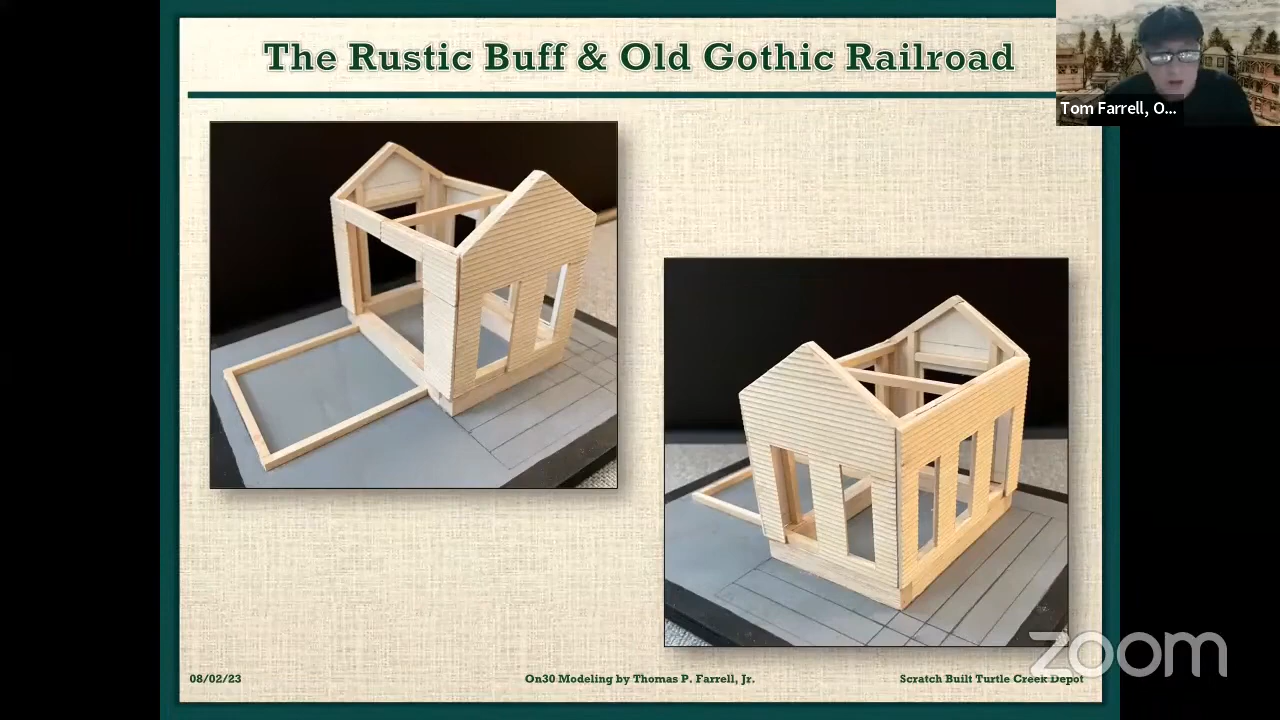 The Rustic Buff & Old Gothic Railroad
Tom Farrell, O...
zoom
08/02/23
On30 Modeling by Thomas P. Farrell, Jr.
Scratch Built Turtle Creek Depot